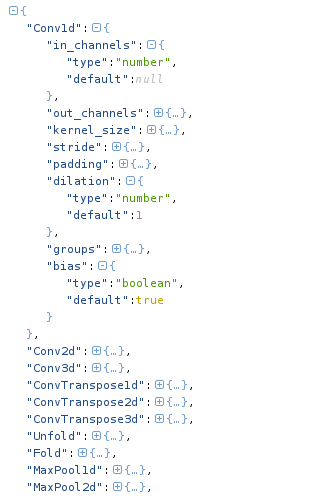 {
"Conv1d":{
"in_channels":{
"type":"number",
"default":null
},
"out_channels":{…},
"kernel_size":{…},
"stride":{…},
"padding":{…},
"dilation":{
"type":"number",
"default":1
},
"groups":{…},
"bias":{
"type":"boolean",
"default":true
}
},
"Conv2d":{…},
"Conv3d":{…},
"ConvTranspose1d":{…},
"ConvTranspose2d":{…},
"ConvTranspose3d":{…},
"Unfold":{…},
"Fold":{…},
"MaxPool1d":{…},
"MaxPool2d":{…},